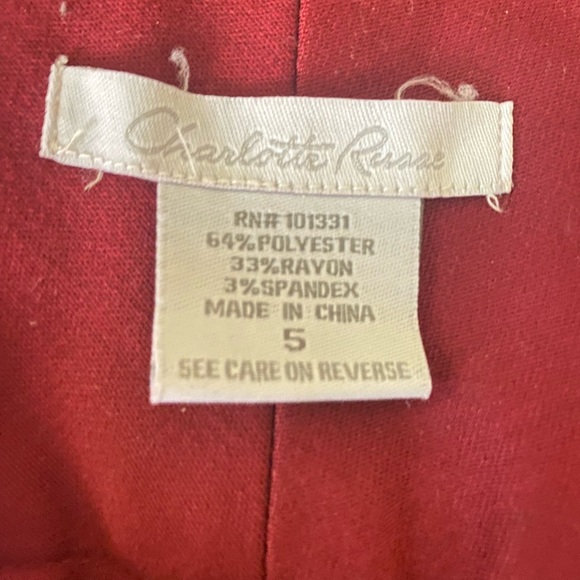 Charlotte Russe
RN# 101331
64%POLYESTER
33%RAYON
3%SPANDEX
MADE IN CHINA
5
SEE CARE ON REVERSE